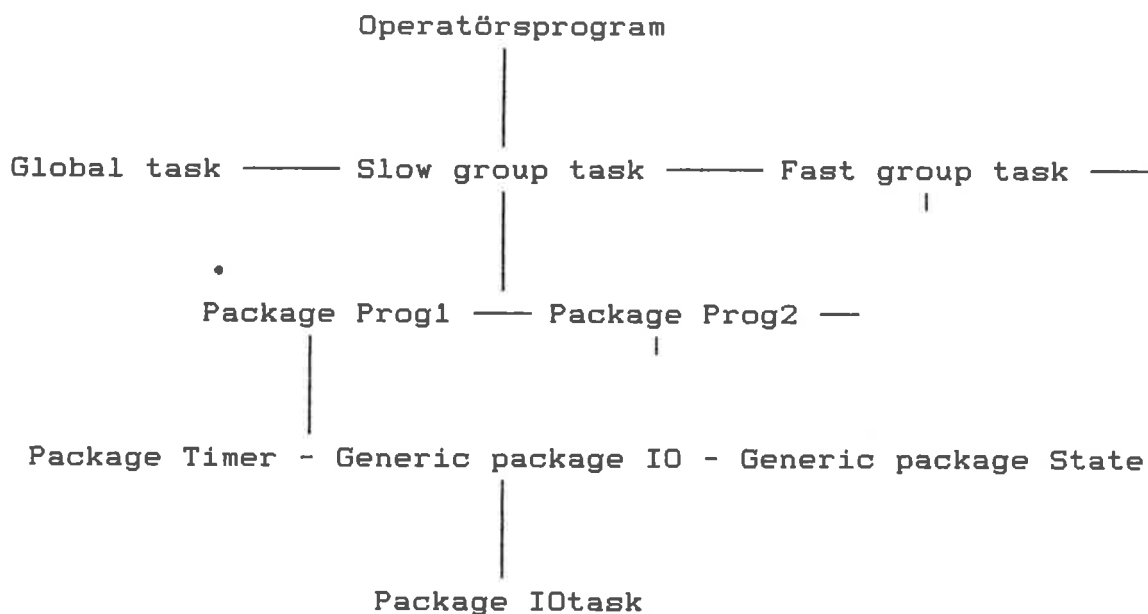 Operatörsprogram
Global task Slow group task Fast group task
Package Prog1 Package Prog2
Package Timer - Generic package IO - Generic package State
Package IOtask